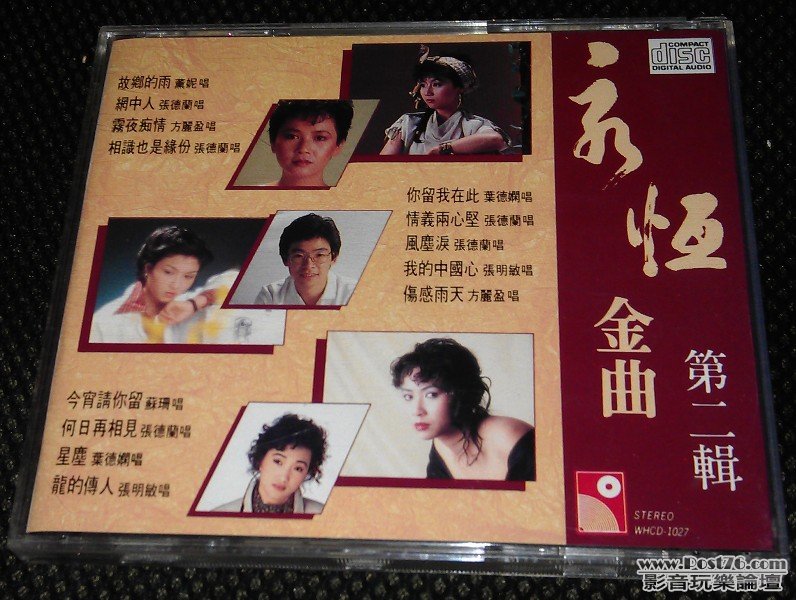 故鄉的雨 薰妮唱
網中人 張德蘭唱
霧夜痴情 方麗盈唱
相識也是緣份 張德蘭唱
你留我在此 葉德嫻唱
情義兩心堅 張德蘭唱
風塵淚 張德蘭唱
我的中國心 張明敏唱
傷感雨天 方麗盈唱
今宵請你留 蘇珊唱
何日再相見 張德蘭唱
星塵 葉德嫻唱
龍的傳人 張明敏唱
COMPACT
disc
DIGITAL AUDIO
永恆
金曲
第二輯
STEREO
WHCD-1027
www.Post76.com
影音玩樂論壇